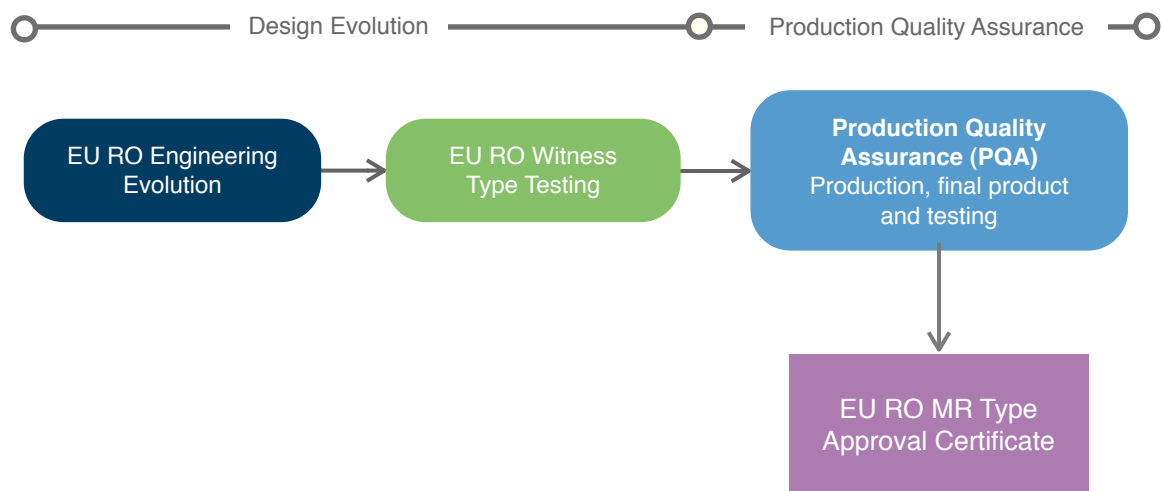 Design Evolution
Production Quality Assurance
EU RO Engineering
Evolution
EU RO Witness
Type Testing
Production Quality
Assurance (PQA)
Production, final product
and testing
EU RO MR Type
Approval Certificate